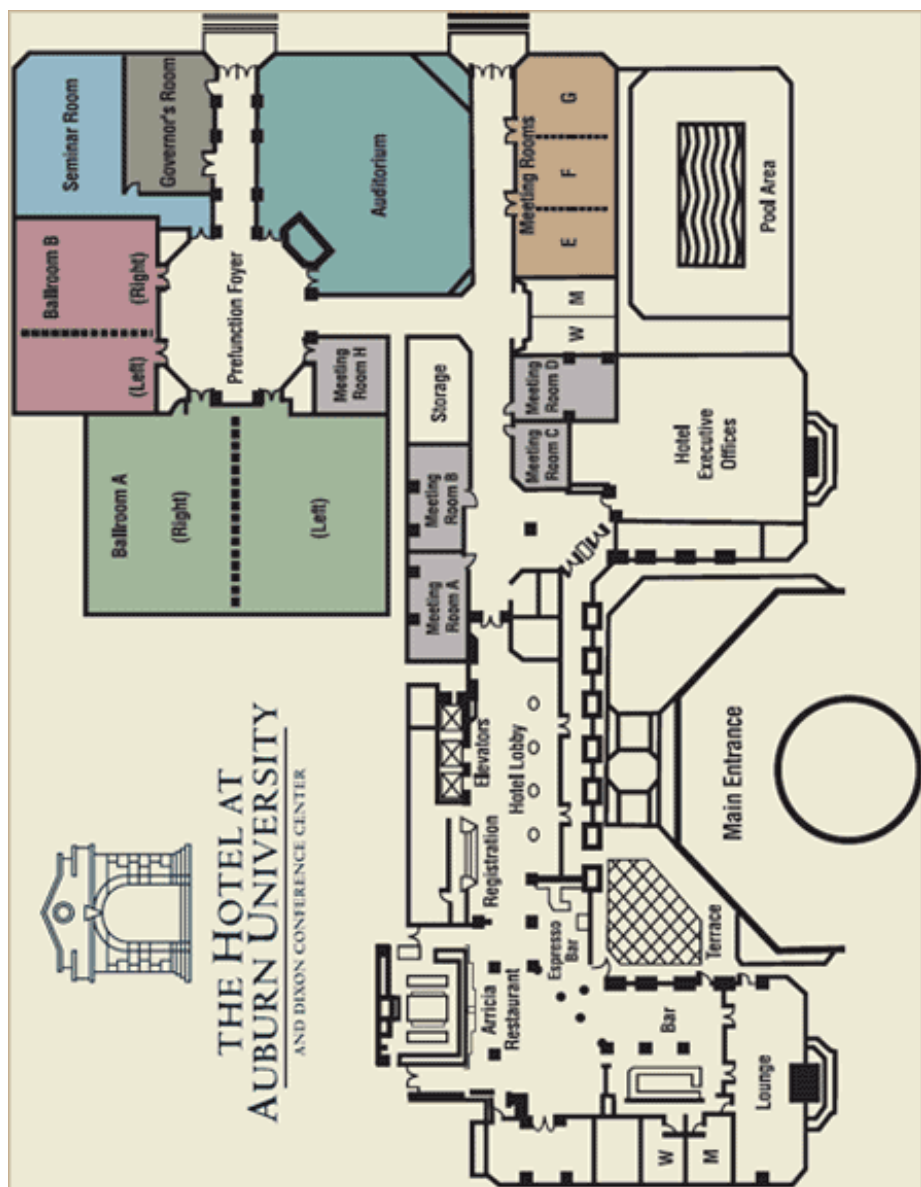 THE HOTEL AT
AUBURN UNIVERSITY
AND DIXON CONFERENCE CENTER
Ballroom A
(Right)
(Left)
Ballroom B
(Left)
(Right)
Seminar Room
Governor's Room
Prefunction Foyer
Auditorium
Meeting
Room H
Storage
Meeting
Room B
Meeting
Room A
Meeting Rooms
E
F
G
W
M
Meeting
Room D
Meeting
Room C
Pool Area
Hotel
Executive
Offices
Elevators
Hotel Lobby
Registration
Main Entrance
Arricia
Restaurant
Espresso
Bar
Terrace
Bar
Lounge
W
M